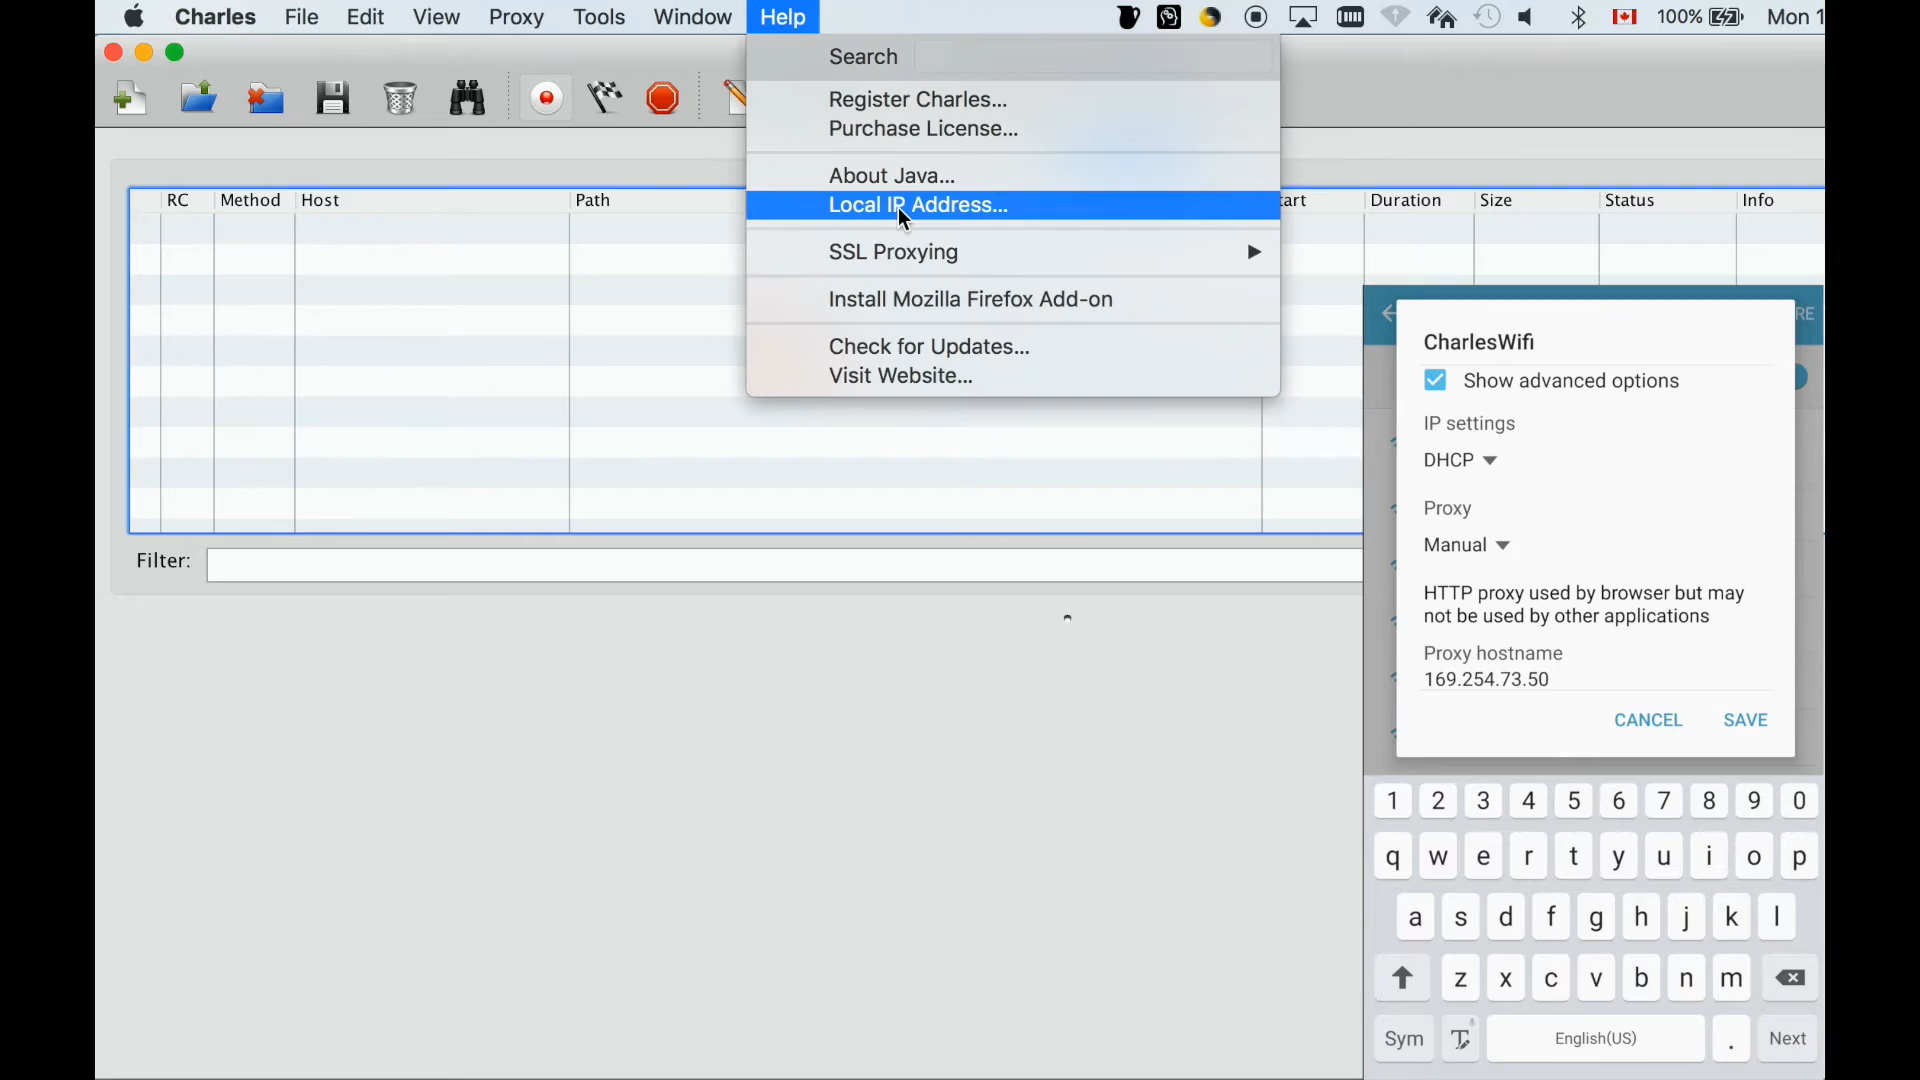 Charles File Edit View Proxy Tools Window Help 100% Mon 1
Search
Register Charles...
Purchase License...
About Java...
Local IP Address...
SSL Proxying
Install Mozilla Firefox Add-on
Check for Updates...
Visit Website...
RC Method Host Path tart Duration Size Status Info
Filter:
RE
CharlesWifi
Show advanced options
IP settings
DHCP
Proxy
Manual
HTTP proxy used by browser but may
not be used by other applications
Proxy hostname
169.254.73.50
CANCEL SAVE
1 2 3 4 5 6 7 8 9 0
q w e r t y u i o p
a s d f g h j k l
z x c v b n m
Sym English(US) . Next